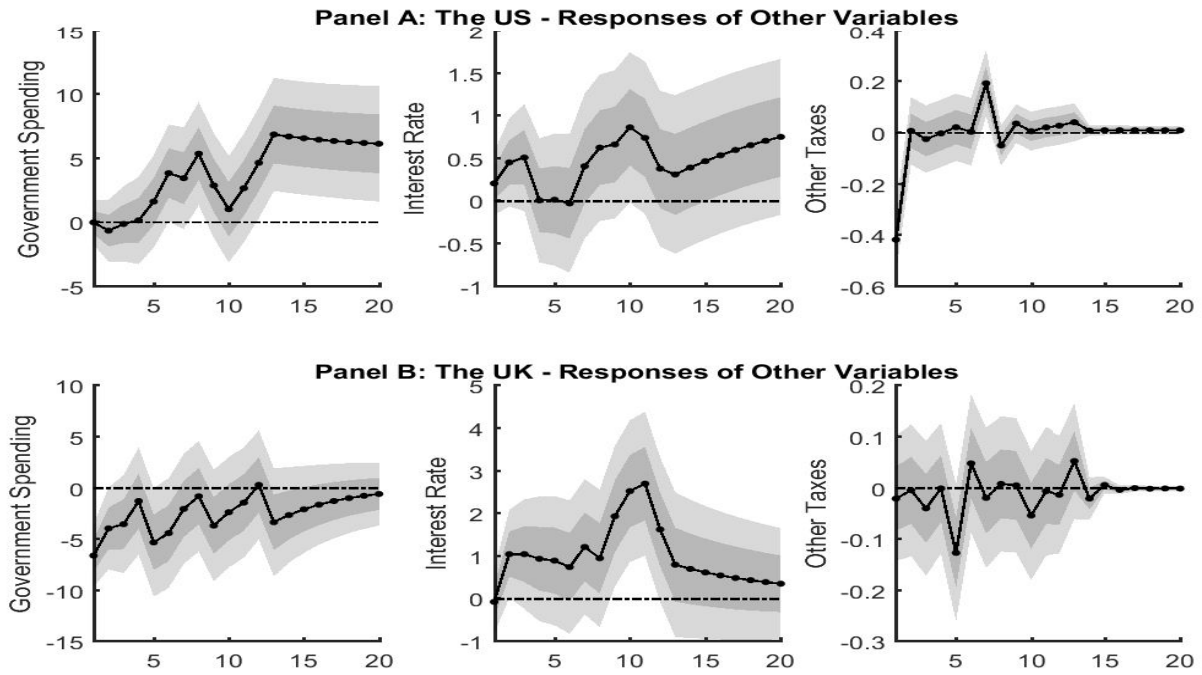 Panel A: The US - Responses of Other Variables
Government Spending
15
10
5
0
-5
5 10 15 20
Interest Rate
2
1.5
1
0.5
0
-0.5
-1
5 10 15 20
Other Taxes
0.4
0.2
0
-0.2
-0.4
-0.6
5 10 15 20
Panel B: The UK - Responses of Other Variables
Government Spending
10
5
0
-5
-10
-15
5 10 15 20
Interest Rate
5
4
3
2
1
0
-1
5 10 15 20
Other Taxes
0.2
0.1
0
-0.1
-0.2
-0.3
5 10 15 20